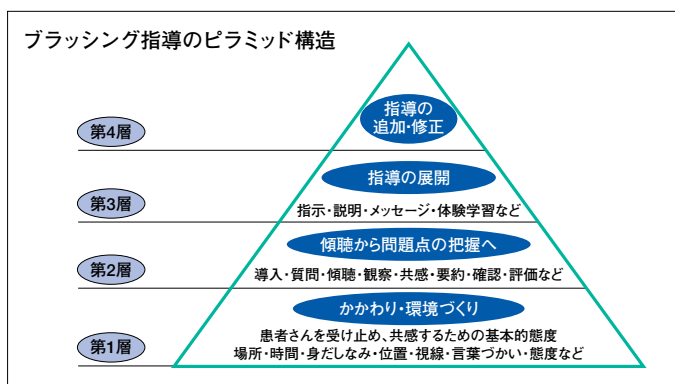 ブラッシング指導のピラミッド構造
第4層
指導の
追加・修正
第3層
指導の展開
指示・説明・メッセージ・体験学習など
第2層
傾聴から問題点の把握へ
導入・質問・傾聴・観察・共感・要約・確認・評価など
第1層
かかわり・環境づくり
患者さんを受け止め、共感するための基本的態度
場所・時間・身だしなみ・位置・視線・言葉づかい・態度など